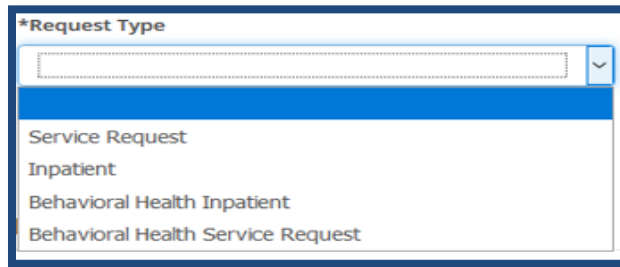 *Request Type
Service Request
Inpatient
Behavioral Health Inpatient
Behavioral Health Service Request